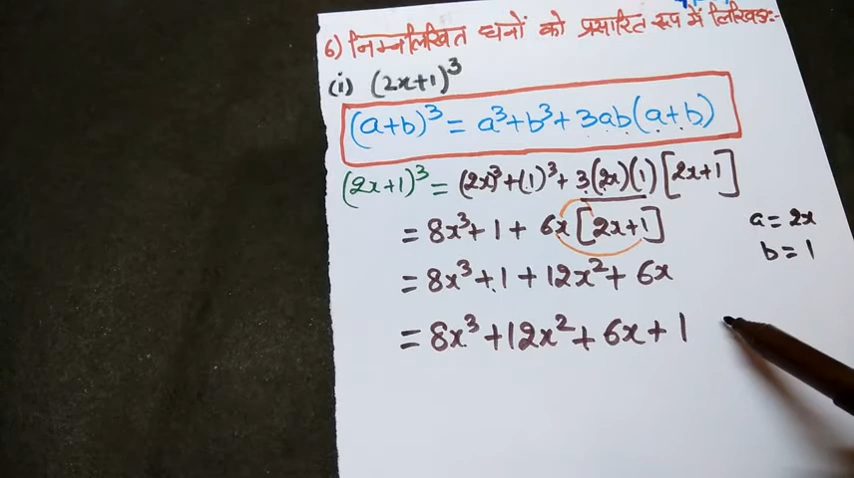 6) निम्नलिखित घनों को प्रसारित रूप में लिखिए:-
(i) (2x+1)³
(a+b)³ = a³+b³+3ab(a+b)
(2x+1)³ = (2x)³+(1)³+3(2x)(1)[2x+1]
= 8x³+1+6x[2x+1]
a=2x
b=1
= 8x³+1+12x²+6x
= 8x³+12x²+6x+1